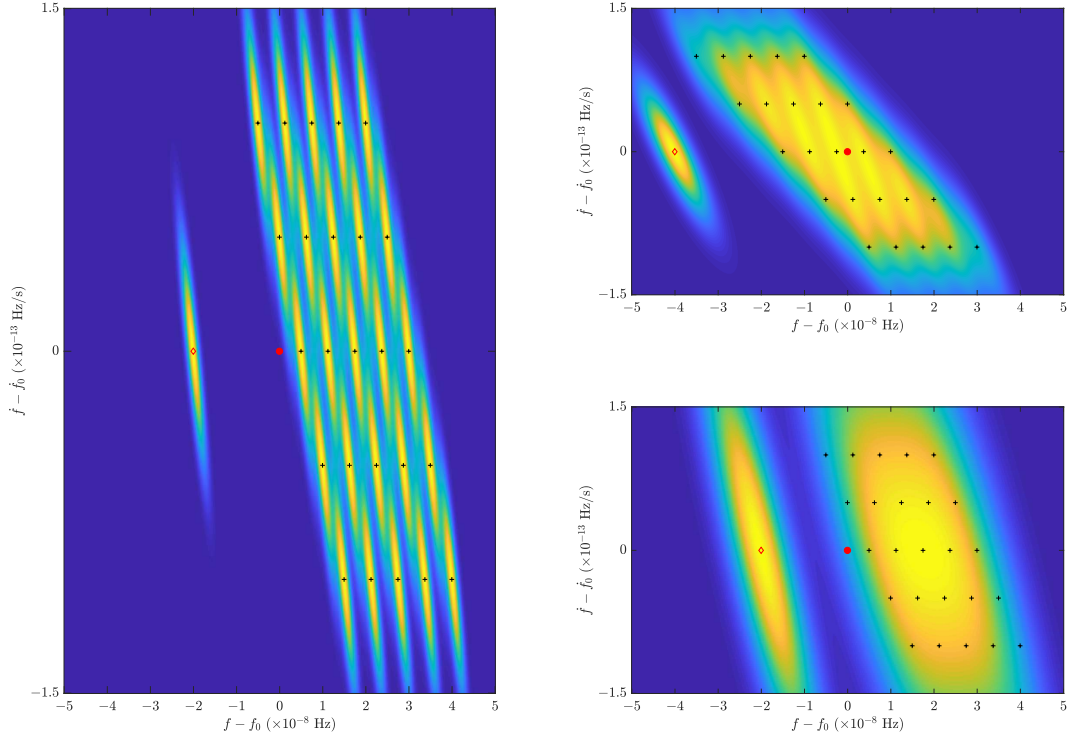 1.5
0
−1.5
ḟ − ḟ₀ (×10⁻¹³ Hz/s)
−5 −4 −3 −2 −1 0 1 2 3 4 5
f − f₀ (×10⁻⁸ Hz)
1.5
0
−1.5
ḟ − ḟ₀ (×10⁻¹³ Hz/s)
−5 −4 −3 −2 −1 0 1 2 3 4 5
f − f₀ (×10⁻⁸ Hz)
1.5
0
−1.5
ḟ − ḟ₀ (×10⁻¹³ Hz/s)
−5 −4 −3 −2 −1 0 1 2 3 4 5
f − f₀ (×10⁻⁸ Hz)